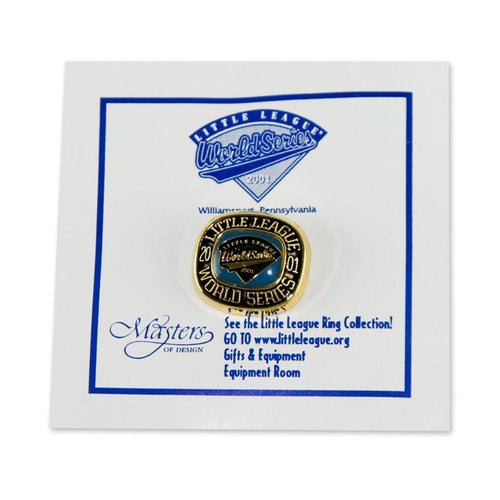 LITTLE LEAGUE®
World Series
2001
Williamsport, Pennsylvania
LITTLE LEAGUE
20
LITTLE LEAGUE
World Series
2001
01
WORLD SERIES
Masters
OF DESIGN
See the Little League Ring Collection!
GO TO www.littleleague.org
Gifts & Equipment
Equipment Room